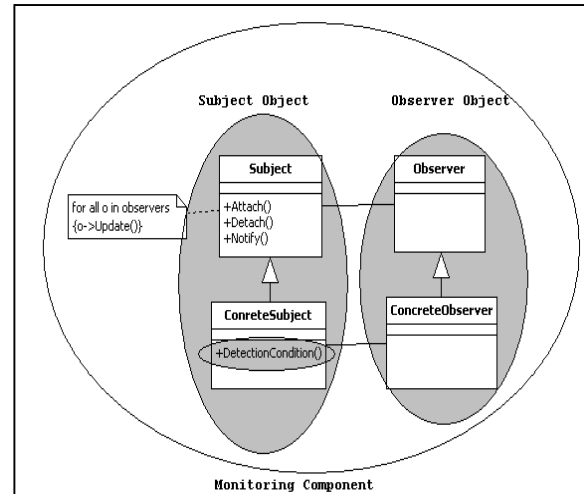 Subject Object
Observer Object
Subject
Observer
for all o in observers
{o->Update()}
+Attach()
+Detach()
+Notify()
ConreteSubject
ConcreteObserver
+DetectionCondition()
Monitoring Component